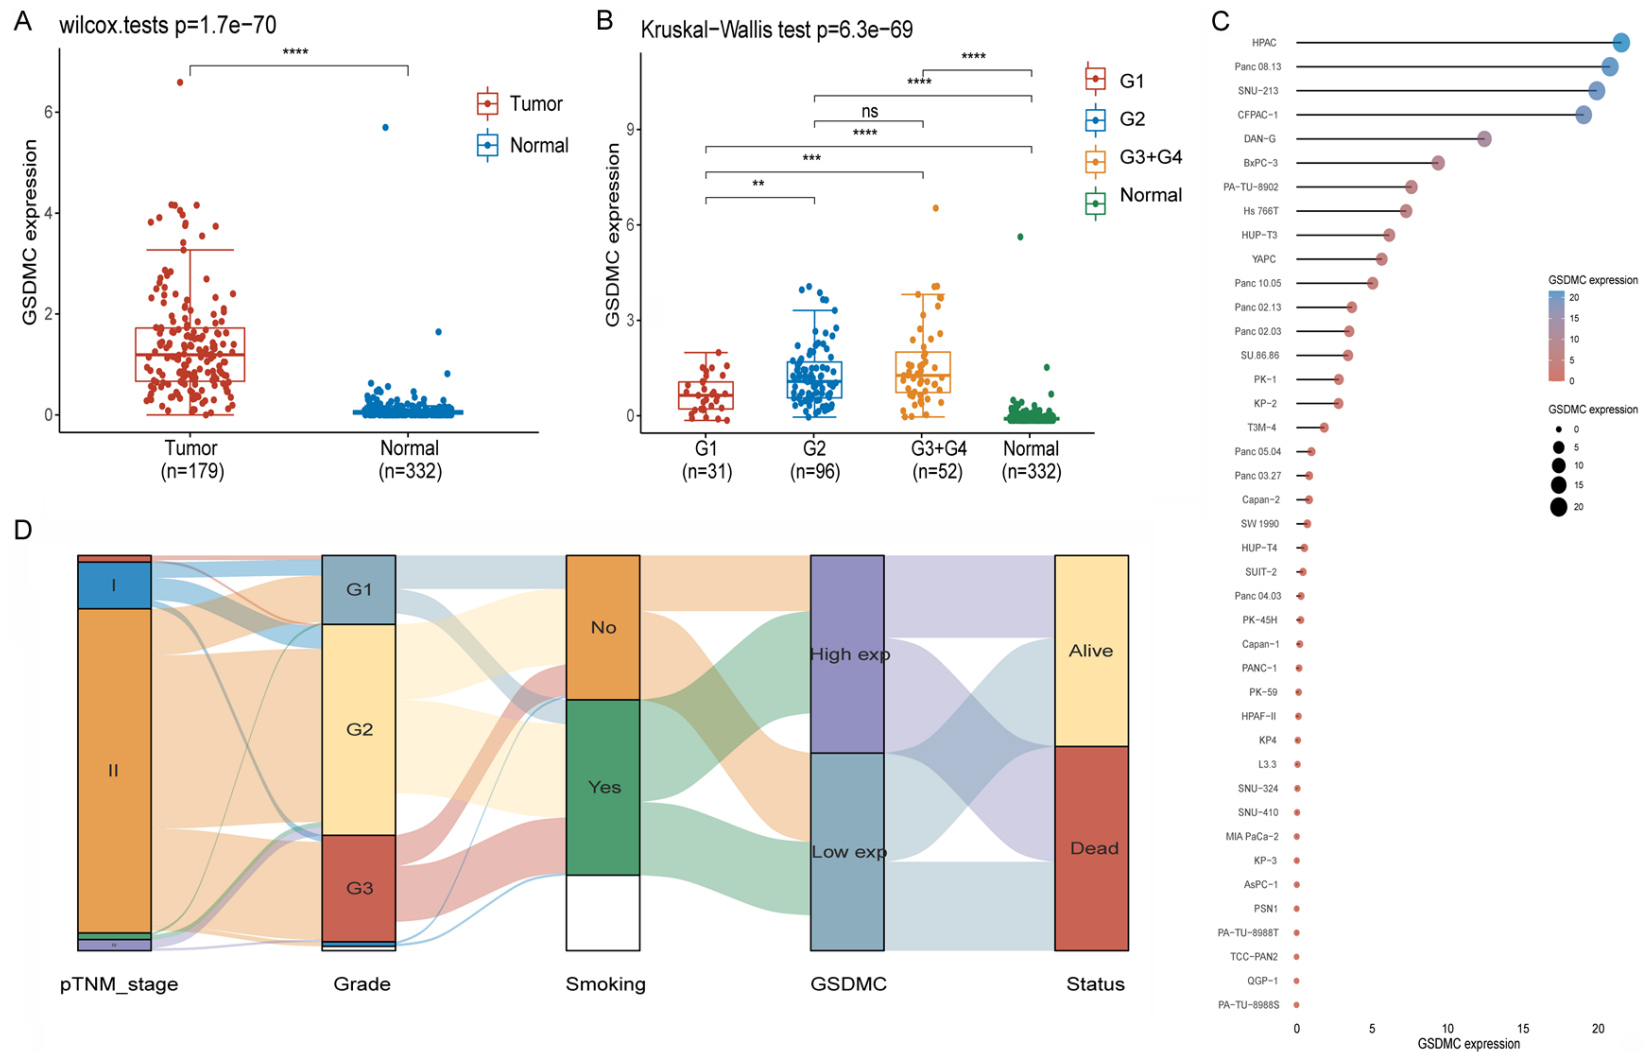 A
wilcox.tests p=1.7e−70
****
GSDMC expression
6
4
2
0
Tumor
(n=179)
Normal
(n=332)
Tumor
Normal
B
Kruskal−Wallis test p=6.3e−69
****
****
ns
****
***
**
GSDMC expression
9
6
3
0
G1
(n=31)
G2
(n=96)
G3+G4
(n=52)
Normal
(n=332)
G1
G2
G3+G4
Normal
C
HPAC
Panc 08.13
SNU−213
CFPAC−1
DAN−G
BxPC−3
PA−TU−8902
Hs 766T
HUP−T3
YAPC
Panc 10.05
Panc 02.13
Panc 02.03
SU.86.86
PK−1
KP−2
T3M−4
Panc 05.04
Panc 03.27
Capan−2
SW 1990
HUP−T4
SUIT−2
Panc 04.03
PK−45H
Capan−1
PANC−1
PK−59
HPAF−II
KP4
L3.3
SNU−324
SNU−410
MIA PaCa−2
KP−3
AsPC−1
PSN1
PA−TU−8988T
TCC−PAN2
QGP−1
PA−TU−8988S
0 5 10 15 20
GSDMC expression
GSDMC expression
20
15
10
5
0
GSDMC expression
0
5
10
15
20
D
I
II
IV
G1
G2
G3
No
Yes
High exp
Low exp
Alive
Dead
pTNM_stage
Grade
Smoking
GSDMC
Status